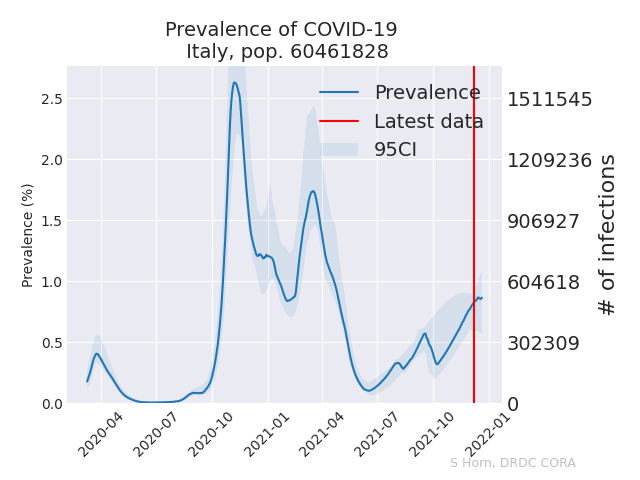 Prevalence of COVID-19
Italy, pop. 60461828
Prevalence
Latest data
95CI
Prevalence (%)
2.5
2.0
1.5
1.0
0.5
0.0
1511545
1209236
906927
604618
302309
0
# of infections
2020-04
2020-07
2020-10
2021-01
2021-04
2021-07
2021-10
2022-01
S Horn, DRDC CORA